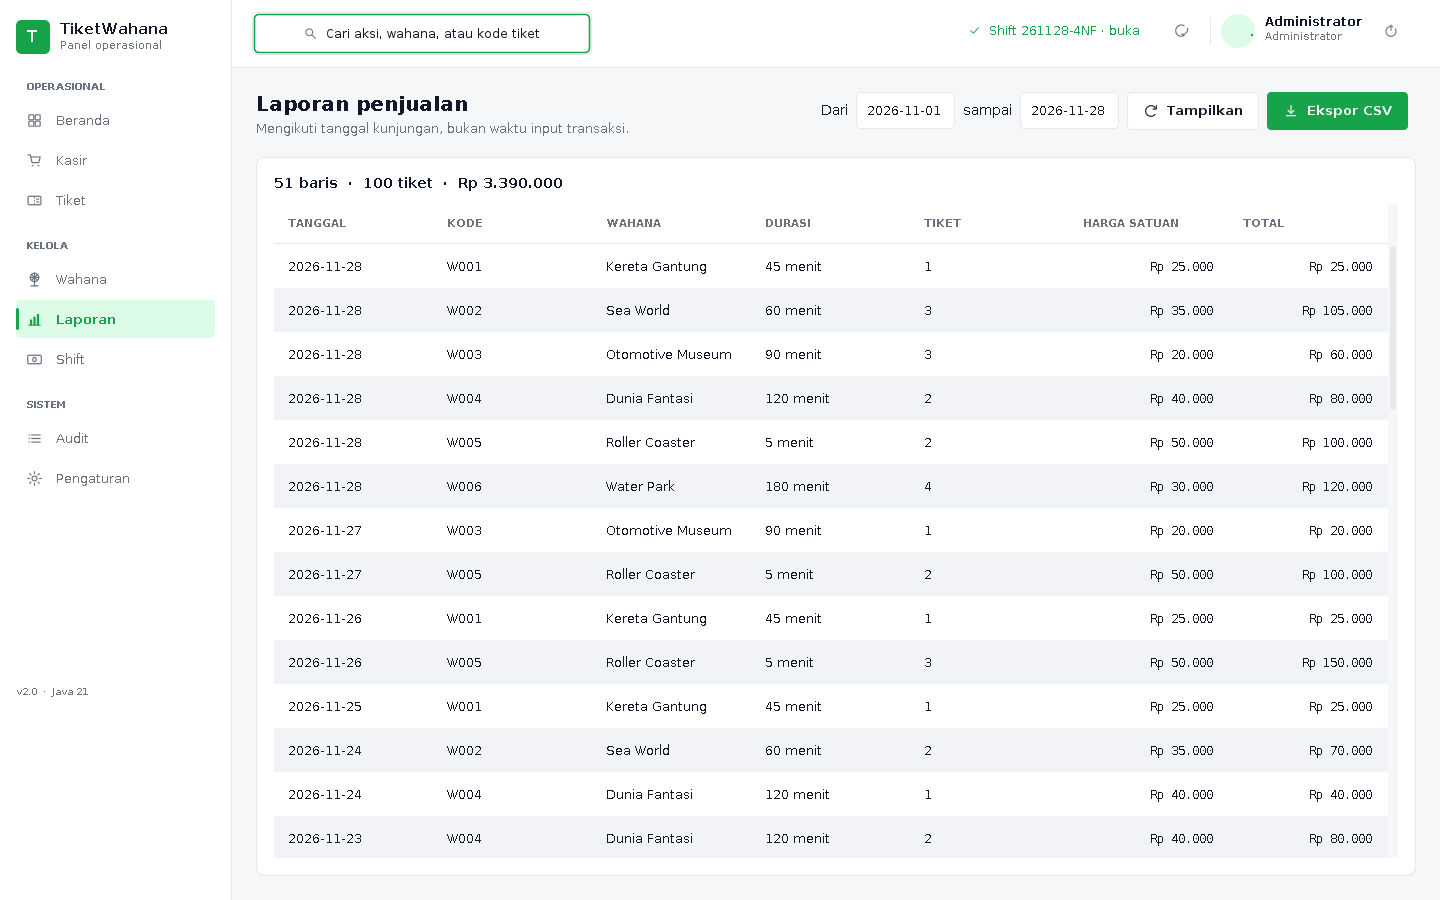 T TiketWahana
Panel operasional
OPERASIONAL
Beranda
Kasir
Tiket
KELOLA
Wahana
Laporan
Shift
SISTEM
Audit
Pengaturan
v2.0 · Java 21
Cari aksi, wahana, atau kode tiket
Shift 261128-4NF · buka
Administrator
Administrator
Laporan penjualan
Mengikuti tanggal kunjungan, bukan waktu input transaksi.
Dari 2026-11-01 sampai 2026-11-28 Tampilkan Ekspor CSV
51 baris · 100 tiket · Rp 3.390.000
TANGGAL KODE WAHANA DURASI TIKET HARGA SATUAN TOTAL
2026-11-28 W001 Kereta Gantung 45 menit 1 Rp 25.000 Rp 25.000
2026-11-28 W002 Sea World 60 menit 3 Rp 35.000 Rp 105.000
2026-11-28 W003 Otomotive Museum 90 menit 3 Rp 20.000 Rp 60.000
2026-11-28 W004 Dunia Fantasi 120 menit 2 Rp 40.000 Rp 80.000
2026-11-28 W005 Roller Coaster 5 menit 2 Rp 50.000 Rp 100.000
2026-11-28 W006 Water Park 180 menit 4 Rp 30.000 Rp 120.000
2026-11-27 W003 Otomotive Museum 90 menit 1 Rp 20.000 Rp 20.000
2026-11-27 W005 Roller Coaster 5 menit 2 Rp 50.000 Rp 100.000
2026-11-26 W001 Kereta Gantung 45 menit 1 Rp 25.000 Rp 25.000
2026-11-26 W005 Roller Coaster 5 menit 3 Rp 50.000 Rp 150.000
2026-11-25 W001 Kereta Gantung 45 menit 1 Rp 25.000 Rp 25.000
2026-11-24 W002 Sea World 60 menit 2 Rp 35.000 Rp 70.000
2026-11-24 W004 Dunia Fantasi 120 menit 1 Rp 40.000 Rp 40.000
2026-11-23 W004 Dunia Fantasi 120 menit 2 Rp 40.000 Rp 80.000